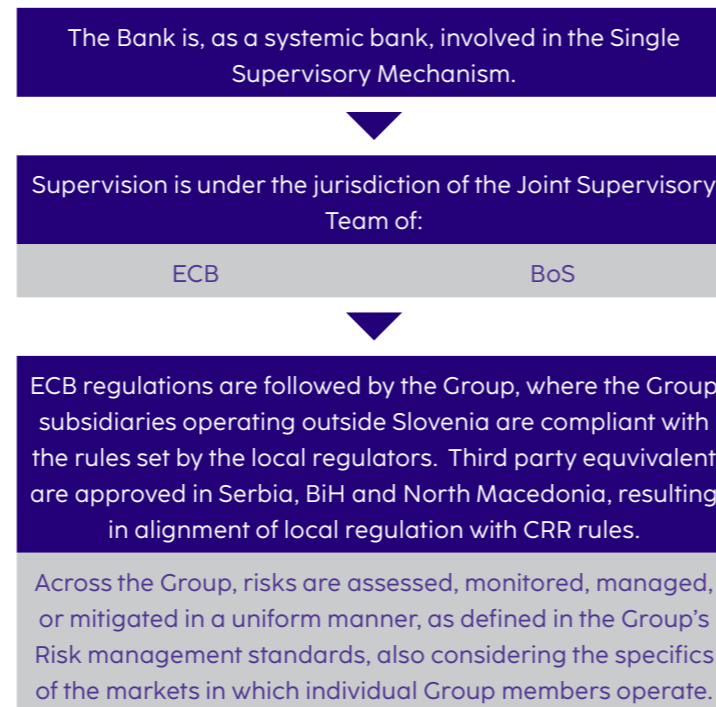 The Bank is, as a systemic bank, involved in the Single
Supervisory Mechanism.
Supervision is under the jurisdiction of the Joint Supervisory
Team of:
ECB BoS
ECB regulations are followed by the Group, where the Group
subsidiaries operating outside Slovenia are compliant with
the rules set by the local regulators. Third party equvivalent
are approved in Serbia, BiH and North Macedonia, resulting
in alignment of local regulation with CRR rules.
Across the Group, risks are assessed, monitored, managed,
or mitigated in a uniform manner, as defined in the Group’s
Risk management standards, also considering the specifics
of the markets in which individual Group members operate.